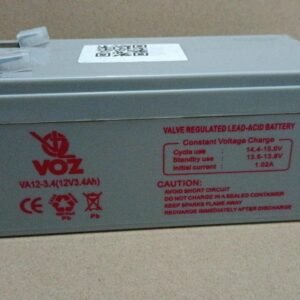 VOZ
VA12-3.4(12V3.4Ah)
Pb
Pb
VALVE REGULATED LEAD-ACID BATTERY
Constant Voltage Charge
Cycle use : 14.4-15.0V
Standby use : 13.5-13.8V
Initial current : 1.02A
CAUTION:
AVOID SHORT CIRCUIT
DO NOT CHARGE IN A SEALED CONTAINER
KEEP SPARKS FLAME AWAY
RECHARGE IMMEDIATELY AFTER USE